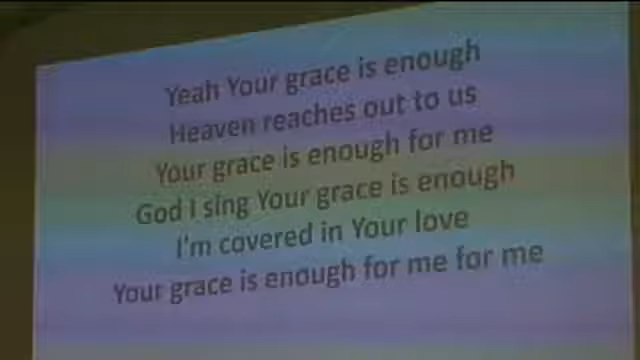 Yeah Your grace is enough
Heaven reaches out to us
Your grace is enough for me
God I sing Your grace is enough
I'm covered in Your love
Your grace is enough for me for me